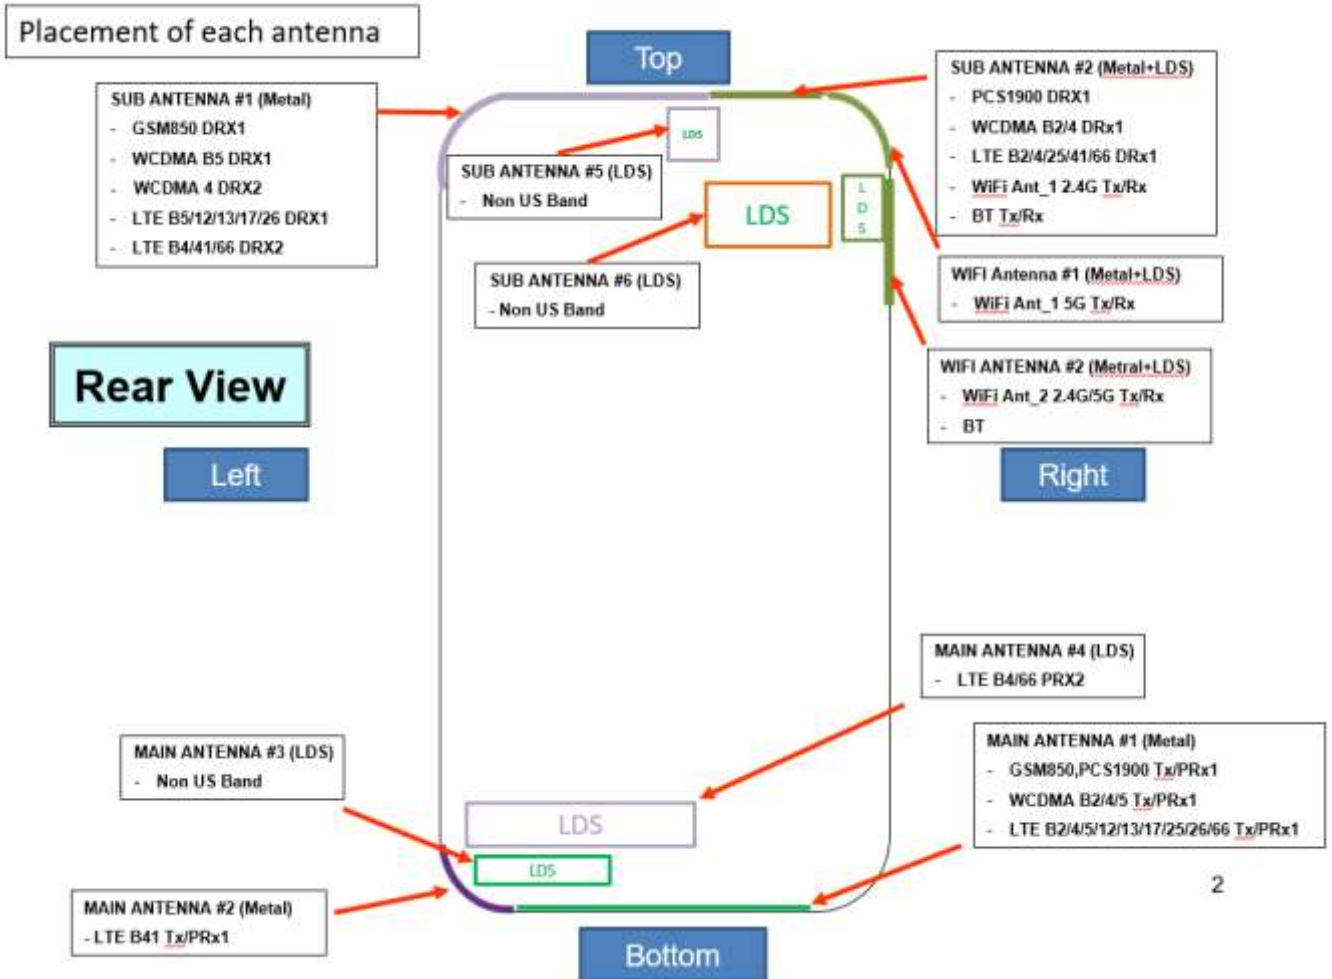 Placement of each antenna
Top
SUB ANTENNA #1 (Metal)
- GSM850 DRX1
- WCDMA B5 DRX1
- WCDMA 4 DRX2
- LTE B5/12/13/17/26 DRX1
- LTE B4/41/66 DRX2
SUB ANTENNA #2 (Metal+LDS)
- PCS1900 DRX1
- WCDMA B2/4 DRx1
- LTE B2/4/25/41/66 DRx1
- WiFi Ant_1 2.4G Tx/Rx
- BT Tx/Rx
LDS
SUB ANTENNA #5 (LDS)
- Non US Band
LDS
LDS
SUB ANTENNA #6 (LDS)
- Non US Band
WIFI Antenna #1 (Metal+LDS)
- WiFi Ant_1 5G Tx/Rx
WIFI ANTENNA #2 (Metral+LDS)
- WiFi Ant_2 2.4G/5G Tx/Rx
- BT
Rear View
Left
Right
MAIN ANTENNA #4 (LDS)
- LTE B4/66 PRX2
MAIN ANTENNA #3 (LDS)
- Non US Band
MAIN ANTENNA #1 (Metal)
- GSM850,PCS1900 Tx/PRx1
- WCDMA B2/4/5 Tx/PRx1
- LTE B2/4/5/12/13/17/25/26/66 Tx/PRx1
LDS
LDS
2
MAIN ANTENNA #2 (Metal)
- LTE B41 Tx/PRx1
Bottom